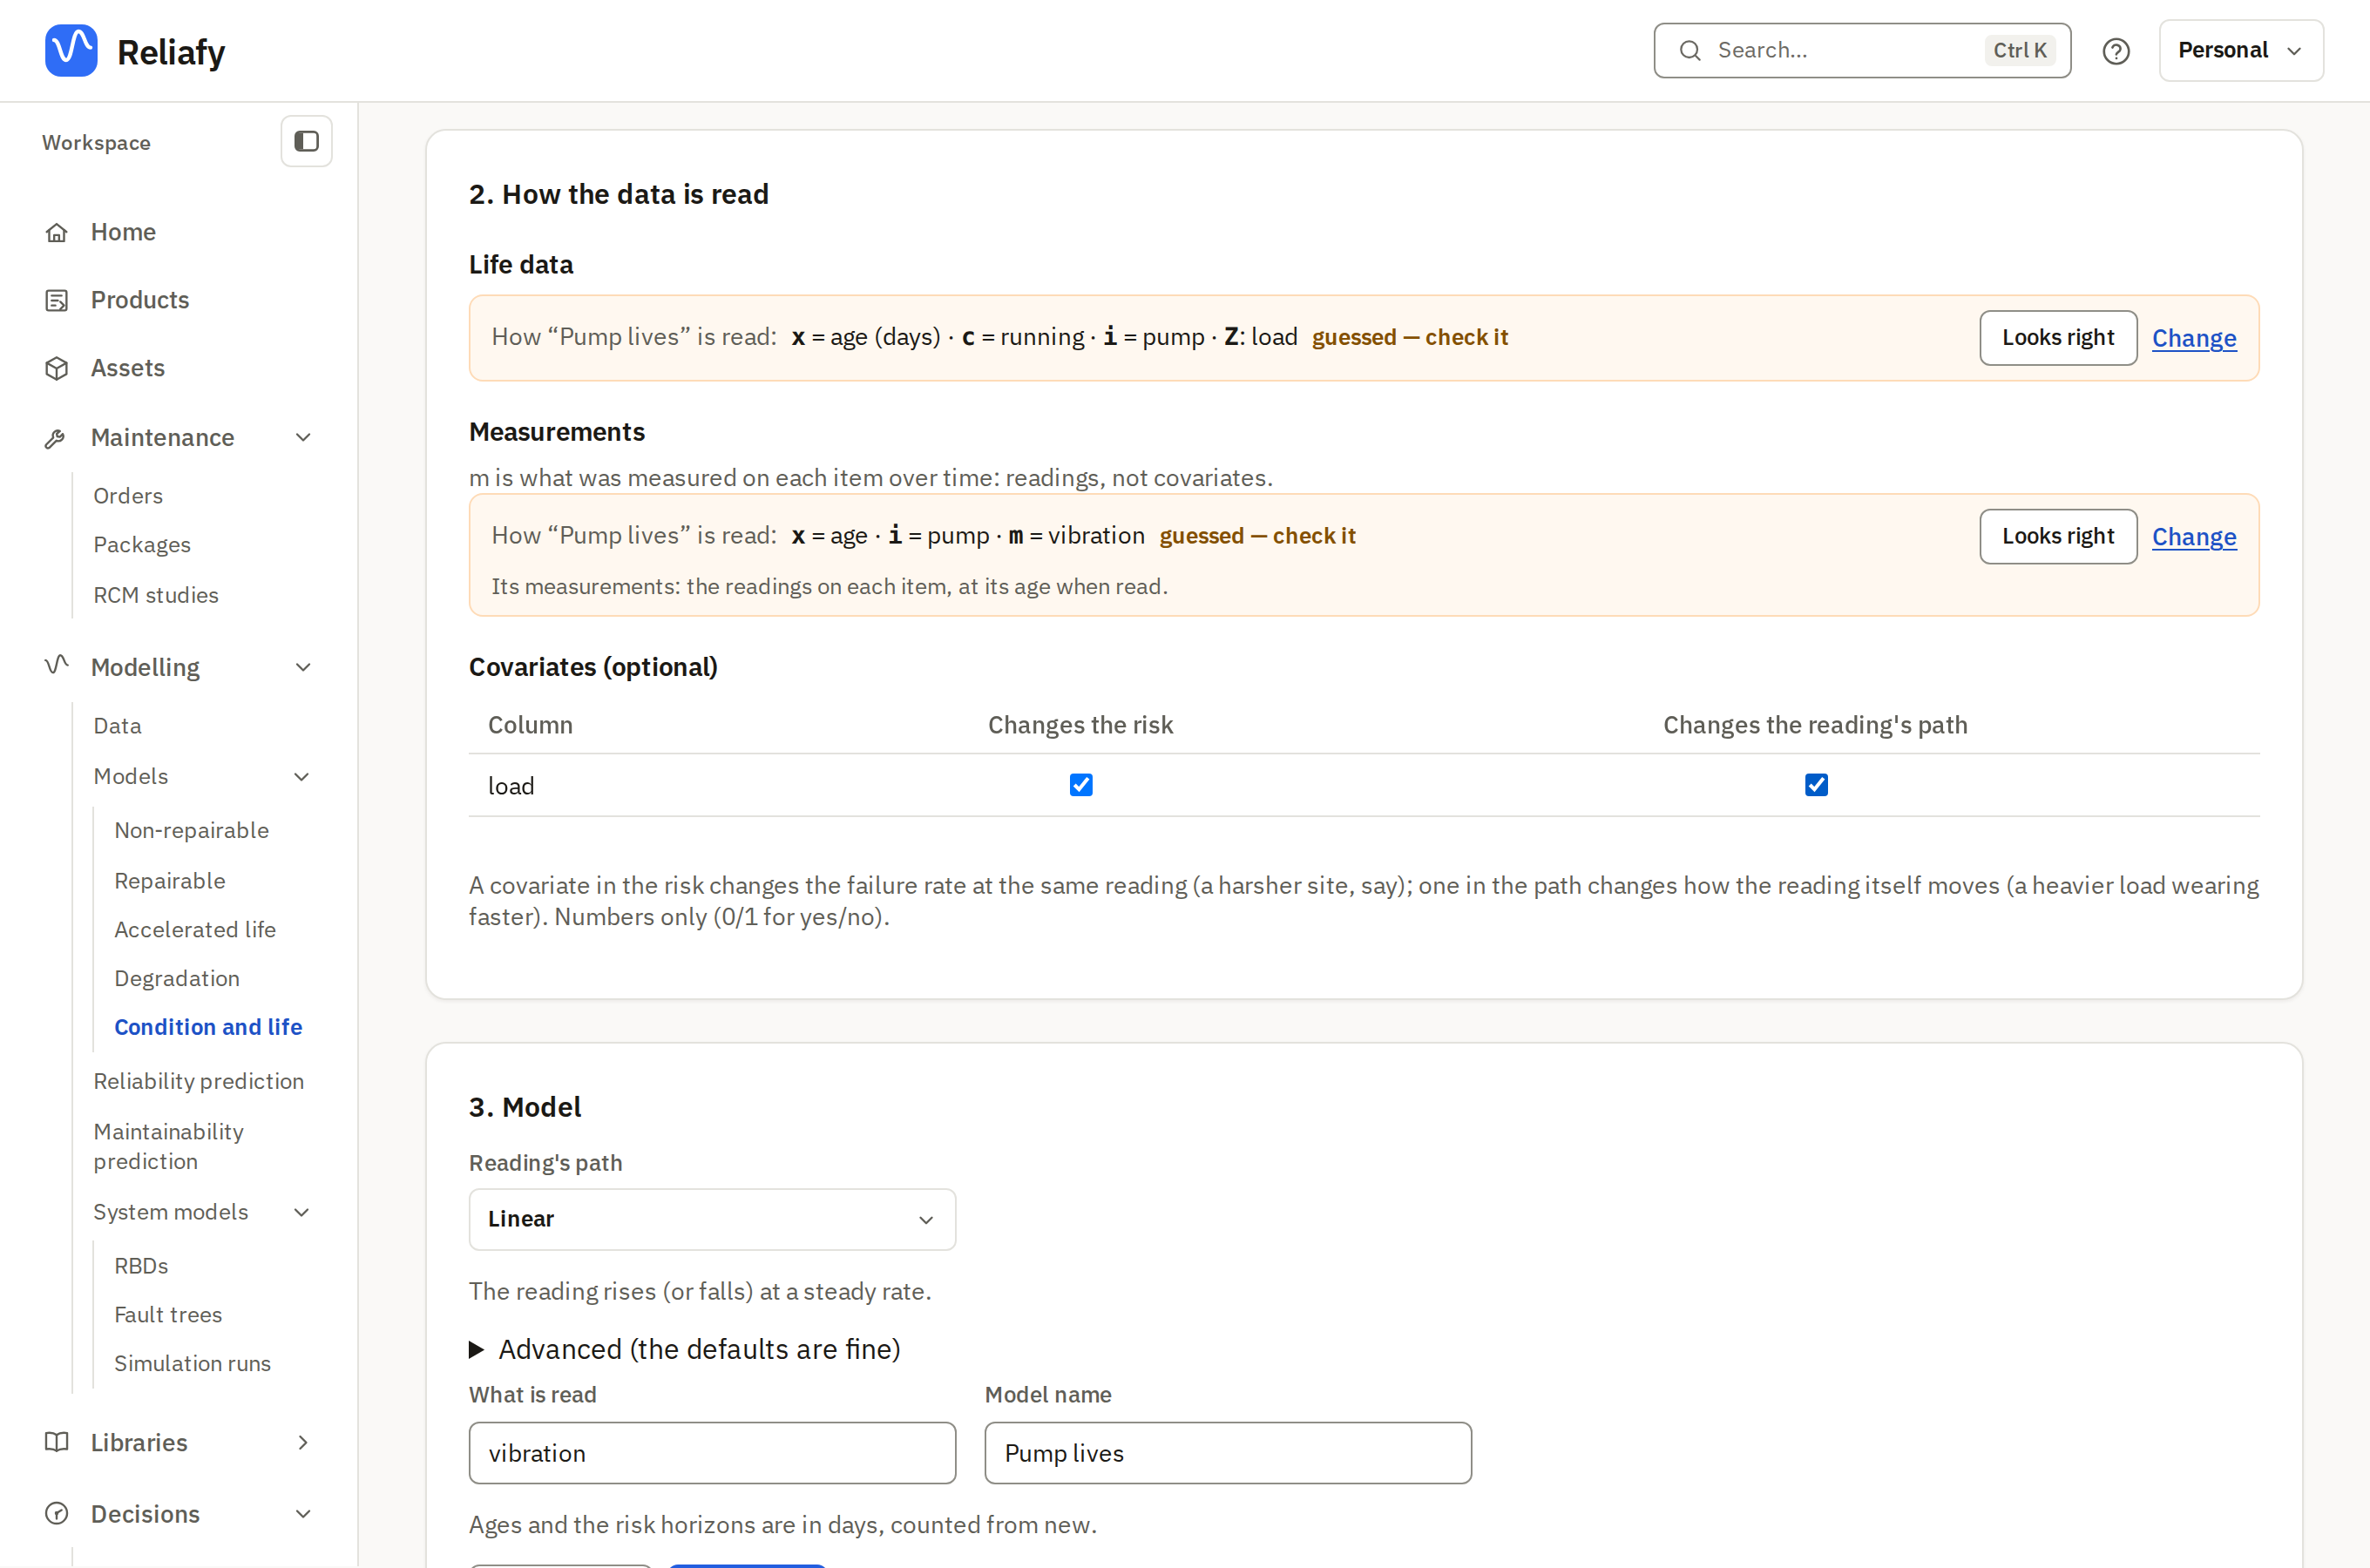 Reliafy
Search...
Ctrl K
Personal
Workspace
Home
Products
Assets
Maintenance
Orders
Packages
RCM studies
Modelling
Data
Models
Non-repairable
Repairable
Accelerated life
Degradation
Condition and life
Reliability prediction
Maintainability
prediction
System models
RBDs
Fault trees
Simulation runs
Libraries
Decisions
2. How the data is read
Life data
How “Pump lives” is read: x = age (days) · c = running · i = pump · Z: load guessed — check it
Looks right
Change
Measurements
m is what was measured on each item over time: readings, not covariates.
How “Pump lives” is read: x = age · i = pump · m = vibration guessed — check it
Looks right
Change
Its measurements: the readings on each item, at its age when read.
Covariates (optional)
Column Changes the risk Changes the reading's path
load
A covariate in the risk changes the failure rate at the same reading (a harsher site, say); one in the path changes how the reading itself moves (a heavier load wearing
faster). Numbers only (0/1 for yes/no).
3. Model
Reading's path
Linear
The reading rises (or falls) at a steady rate.
Advanced (the defaults are fine)
What is read Model name
vibration Pump lives
Ages and the risk horizons are in days, counted from new.